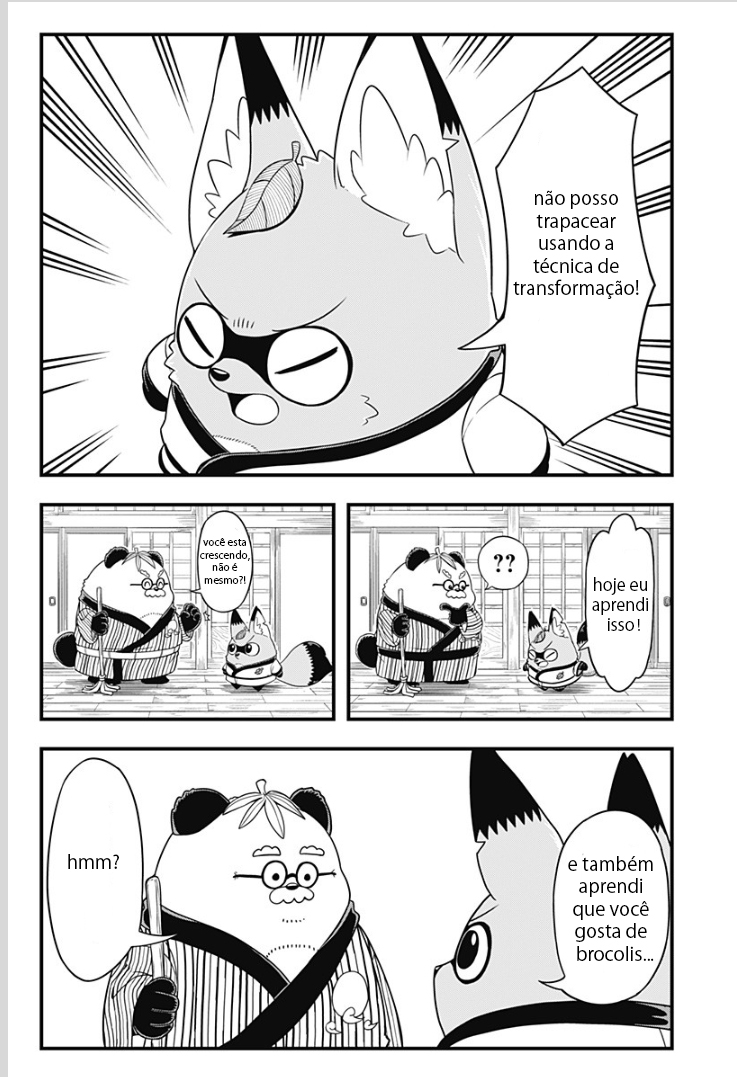 não posso
trapacear
usando a
técnica de
transformação!
hoje eu
aprendi
isso !
??
você esta
crescendo,
não é
mesmo?!
e também
aprendi
que você
gosta de
brocolis...
hmm?